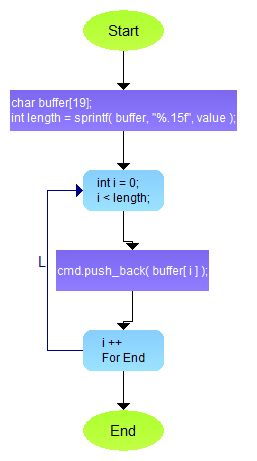 Start
char buffer[19];
int length = sprintf( buffer, "%.15f", value );
int i = 0;
i < length;
L
cmd.push_back( buffer[ i ] );
i ++
For End
End